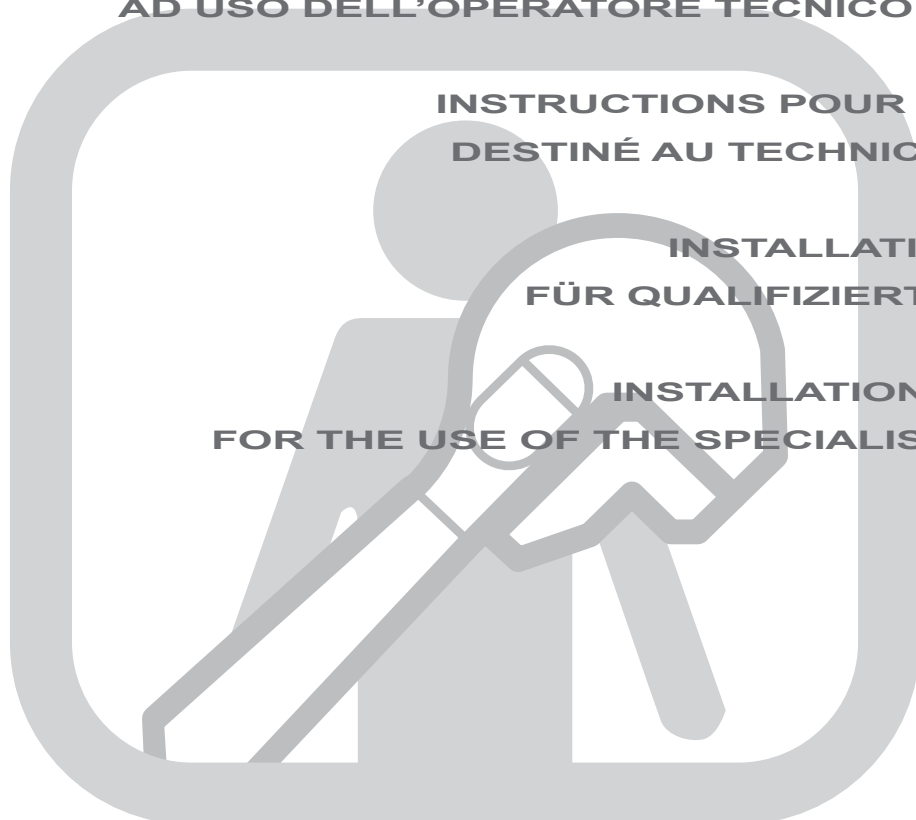 AD USO DELL’OPERATORE TECNICO
INSTRUCTIONS POUR
DESTINÉ AU TECHNIC
INSTALLATI
FÜR QUALIFIZIERT
INSTALLATION
FOR THE USE OF THE SPECIALIS